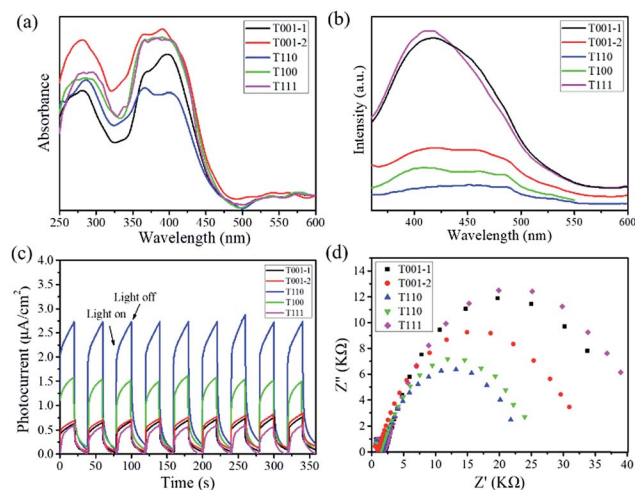 (a)
T001-1
T001-2
T110
T100
T111
Absorbance
250 300 350 400 450 500 550 600
Wavelength (nm)
(b)
T001-1
T001-2
T110
T100
T111
Intensity (a.u.)
400 500 600
Wavelength (nm)
(c)
T001-1
T001-2
T110
T100
T111
Light off
Light on
Photocurrent (μA/cm²)
4.0
3.5
3.0
2.5
2.0
1.5
1.0
0.5
0.0
0 50 100 150 200 250 300 350
Time (s)
(d)
T001-1
T001-2
T110
T110
T111
Z'' (KΩ)
14
12
10
8
6
4
2
0
0 5 10 15 20 25 30 35 40
Z' (KΩ)